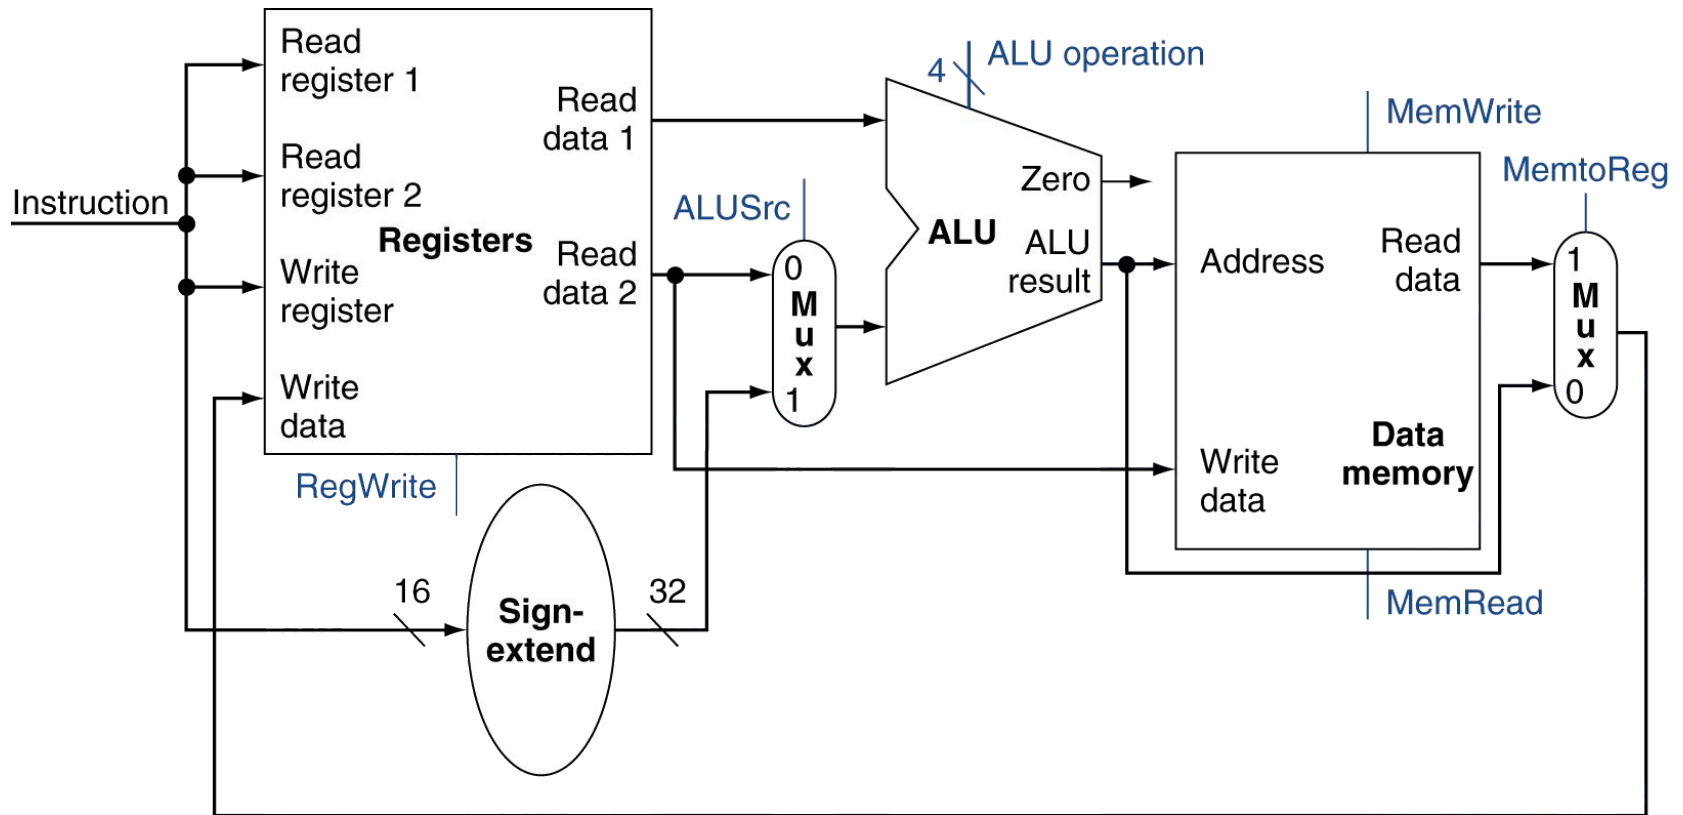 Instruction
Read
register 1
Read
register 2
Registers
Write
register
Write
data
Read
data 1
Read
data 2
RegWrite
16
Sign-
extend
32
ALUSrc
0
M
u
x
1
4
ALU operation
Zero
ALU
ALU
result
MemWrite
Address
Read
data
Write
data
Data
memory
MemRead
MemtoReg
1
M
u
x
0